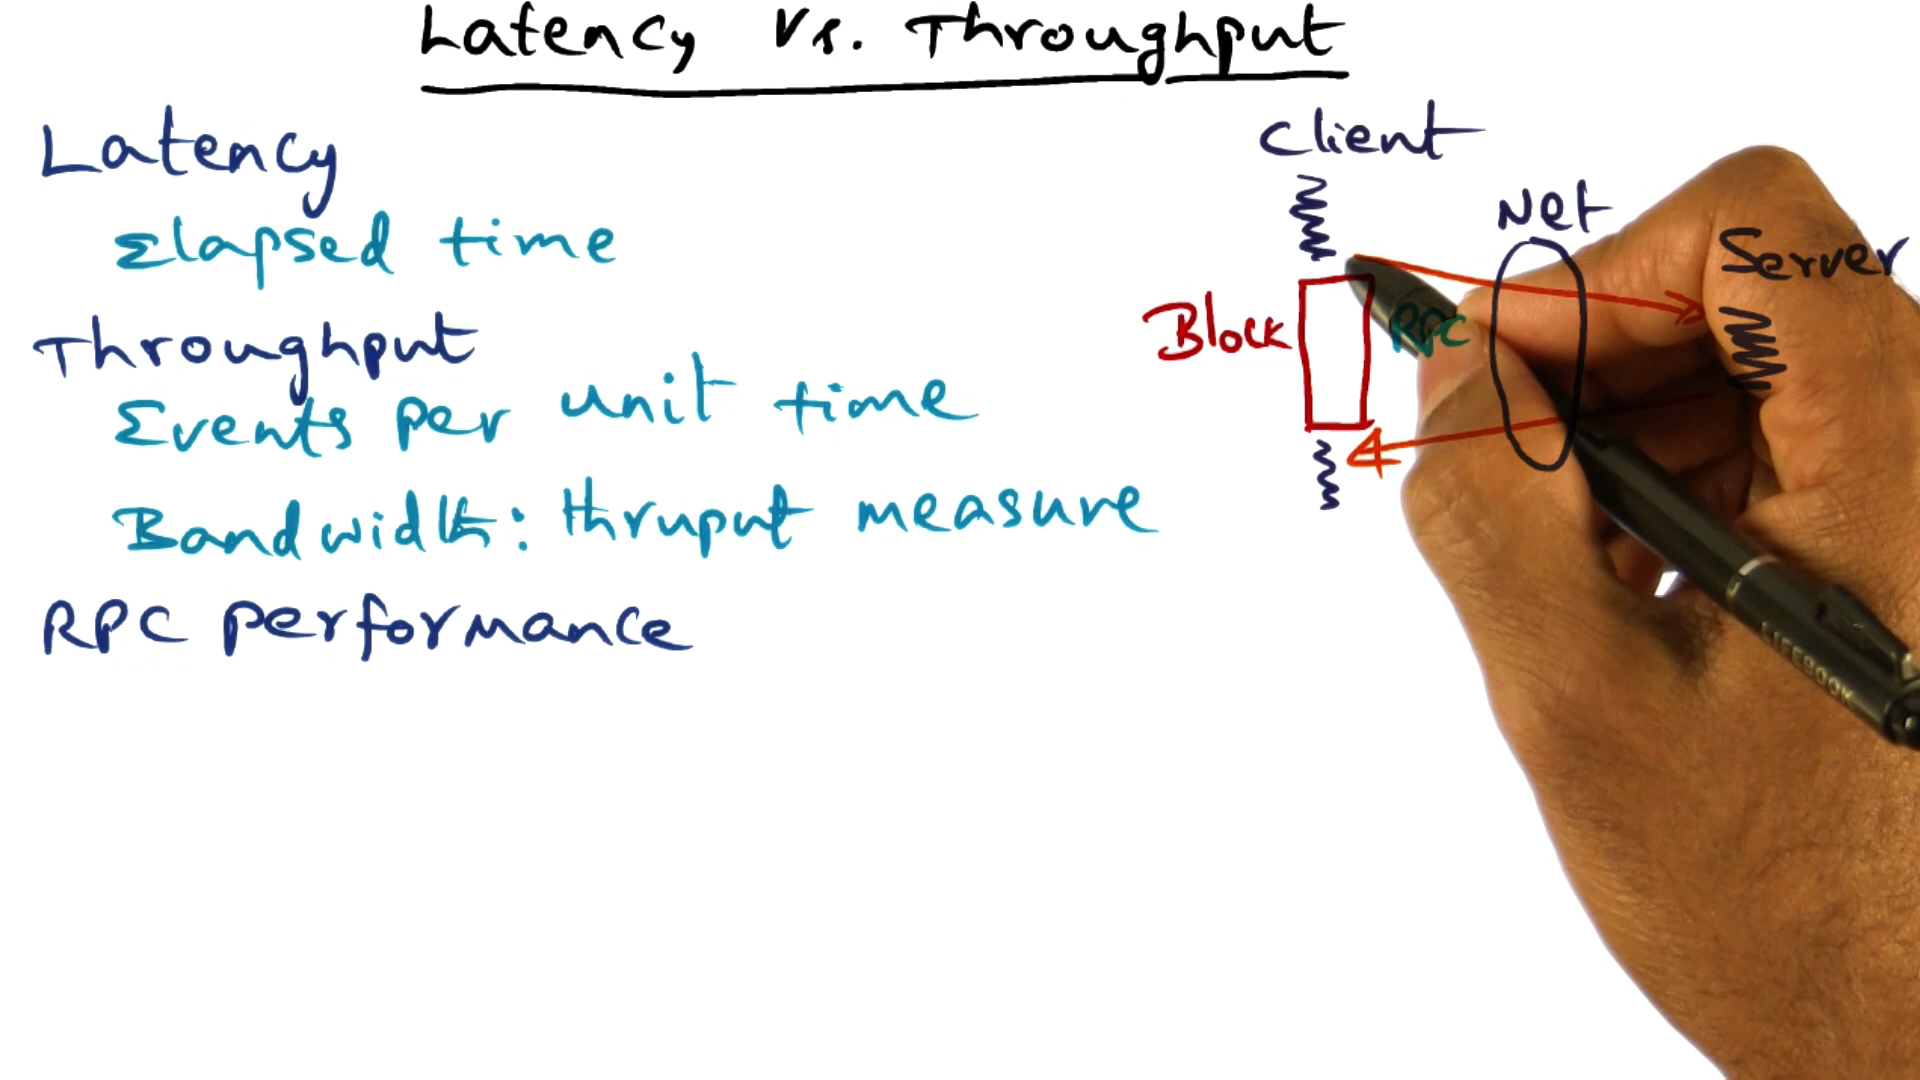 Latency Vs. Throughput
Latency
Elapsed time
Throughput
Events per unit time
Bandwidth: thruput measure
RPC performance
Client
Net
Server
Block
RPC
LIFEBOOK